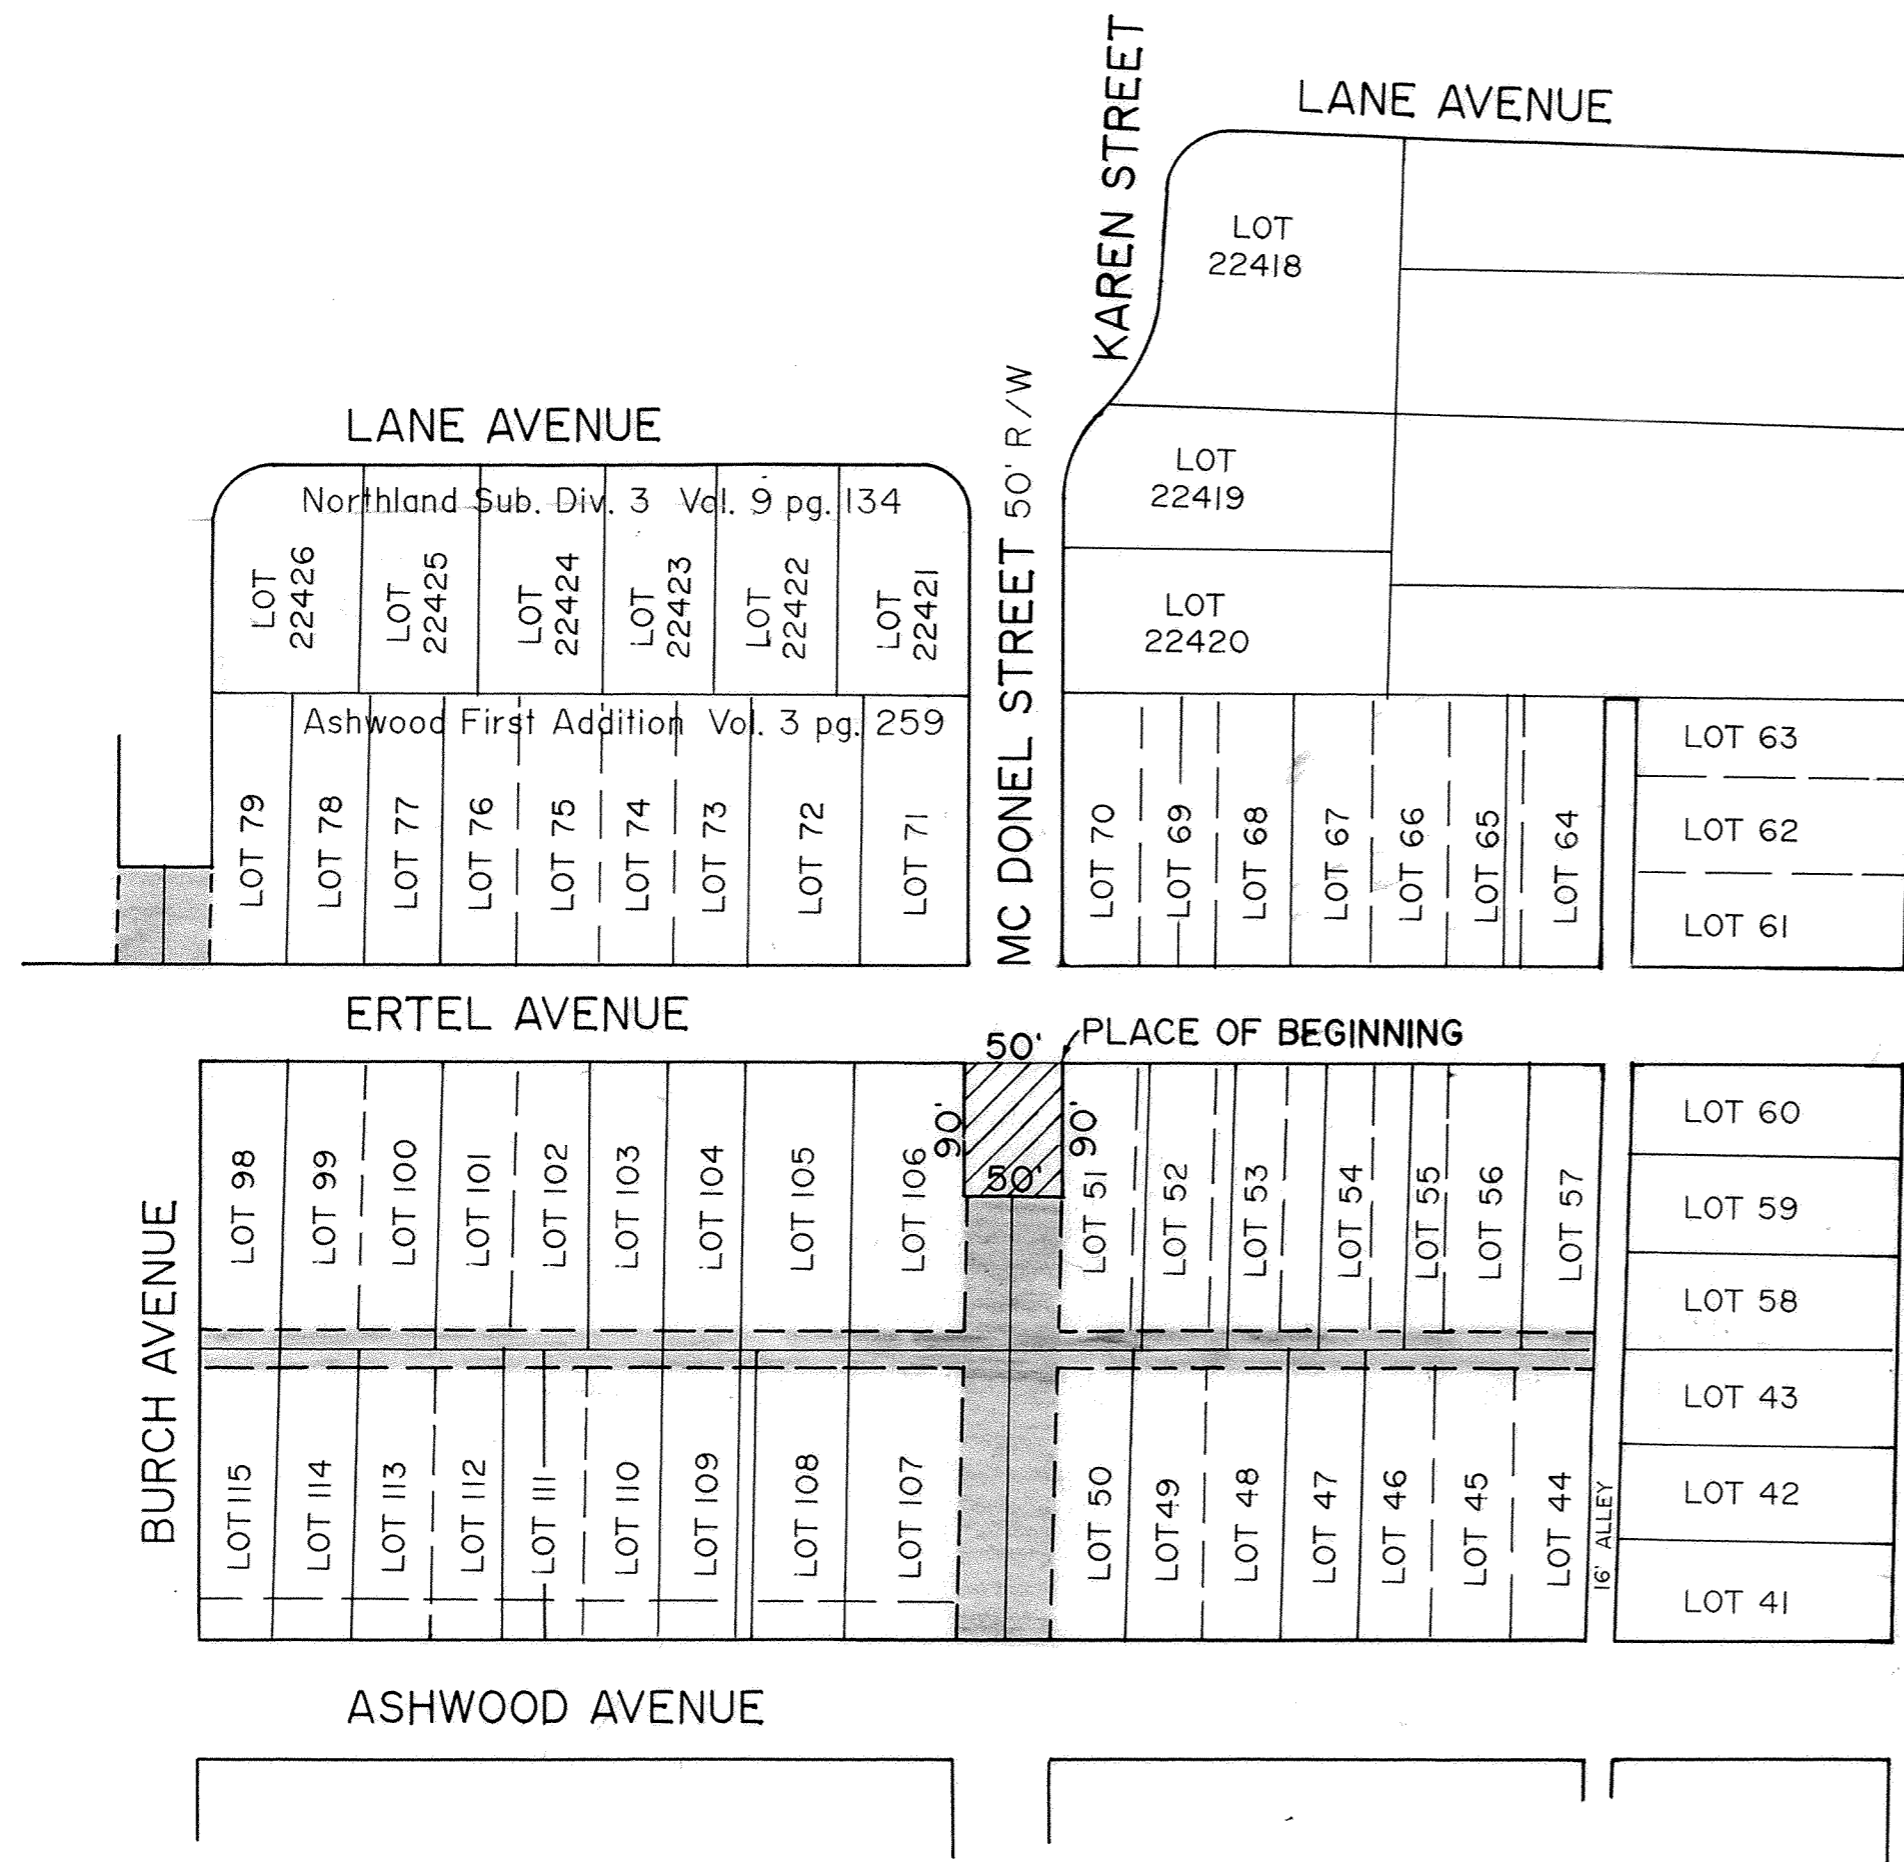 KAREN STREET
LANE AVENUE
LOT
22418
LANE AVENUE
MC DONEL STREET 50' R/W
LOT
22419
Northland Sub. Div. 3 Vol. 9 pg. 134
LOT
22426
LOT
22425
LOT
22424
LOT
22423
LOT
22422
LOT
22421
LOT
22420
Ashwood First Addition Vol. 3 pg. 259
LOT 79
LOT 78
LOT 77
LOT 76
LOT 75
LOT 74
LOT 73
LOT 72
LOT 71
LOT 70
LOT 69
LOT 68
LOT 67
LOT 66
LOT 65
LOT 64
LOT 63
LOT 62
LOT 61
ERTEL AVENUE
50'
PLACE OF BEGINNING
90'
90'
50'
LOT 98
LOT 99
LOT 100
LOT 101
LOT 102
LOT 103
LOT 104
LOT 105
LOT 106
LOT 51
LOT 52
LOT 53
LOT 54
LOT 55
LOT 56
LOT 57
LOT 60
LOT 59
LOT 58
BURCH AVENUE
LOT 115
LOT 114
LOT 113
LOT 112
LOT 111
LOT 110
LOT 109
LOT 108
LOT 107
LOT 50
LOT 49
LOT 48
LOT 47
LOT 46
LOT 45
LOT 44
16' ALLEY
LOT 43
LOT 42
LOT 41
ASHWOOD AVENUE